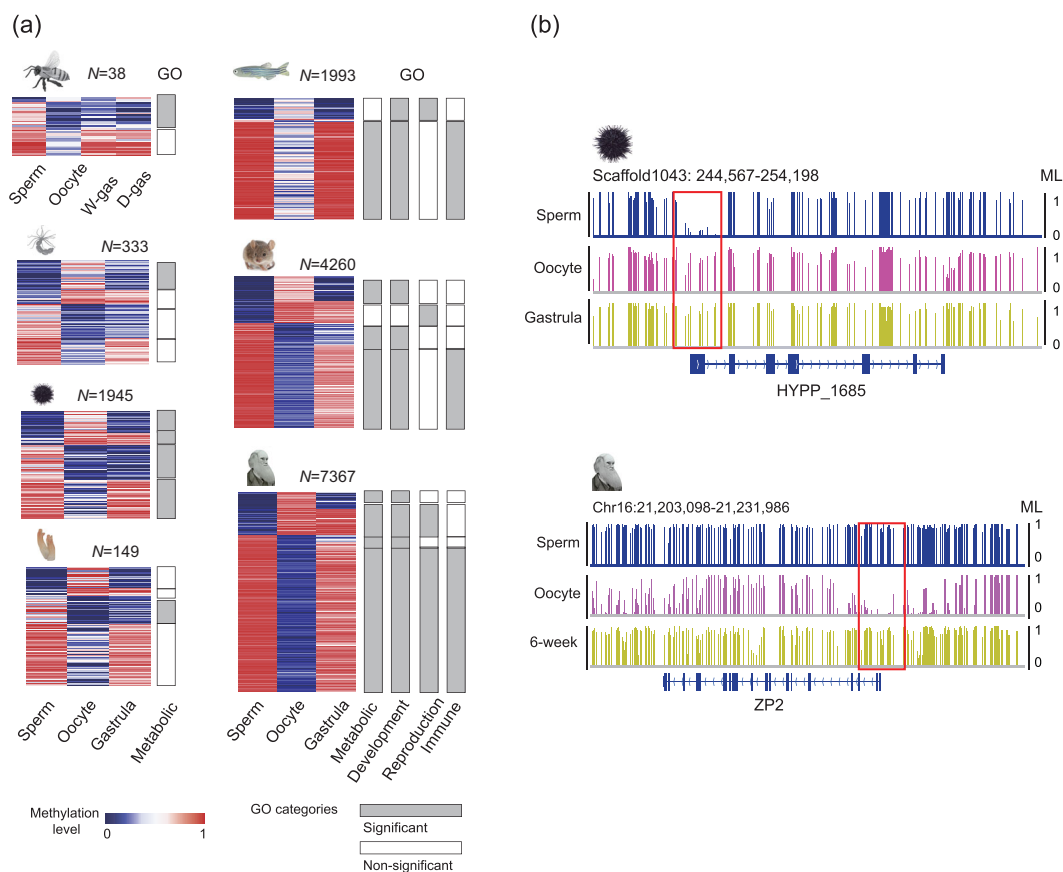 (a)
N=38
GO
Sperm
Oocyte
W-gas
D-gas
N=333
N=1945
N=149
Sperm
Oocyte
Gastrula
Metabolic
N=1993
GO
N=4260
N=7367
Sperm
Oocyte
Gastrula
Metabolic
Development
Reproduction
Immune
Methylation
level
0
1
GO categories
Significant
Non-significant
(b)
Scaffold1043: 244,567-254,198
ML
Sperm
1
0
Oocyte
1
0
Gastrula
1
0
HYPP_1685
Chr16:21,203,098-21,231,986
ML
Sperm
1
0
Oocyte
1
0
6-week
1
0
ZP2